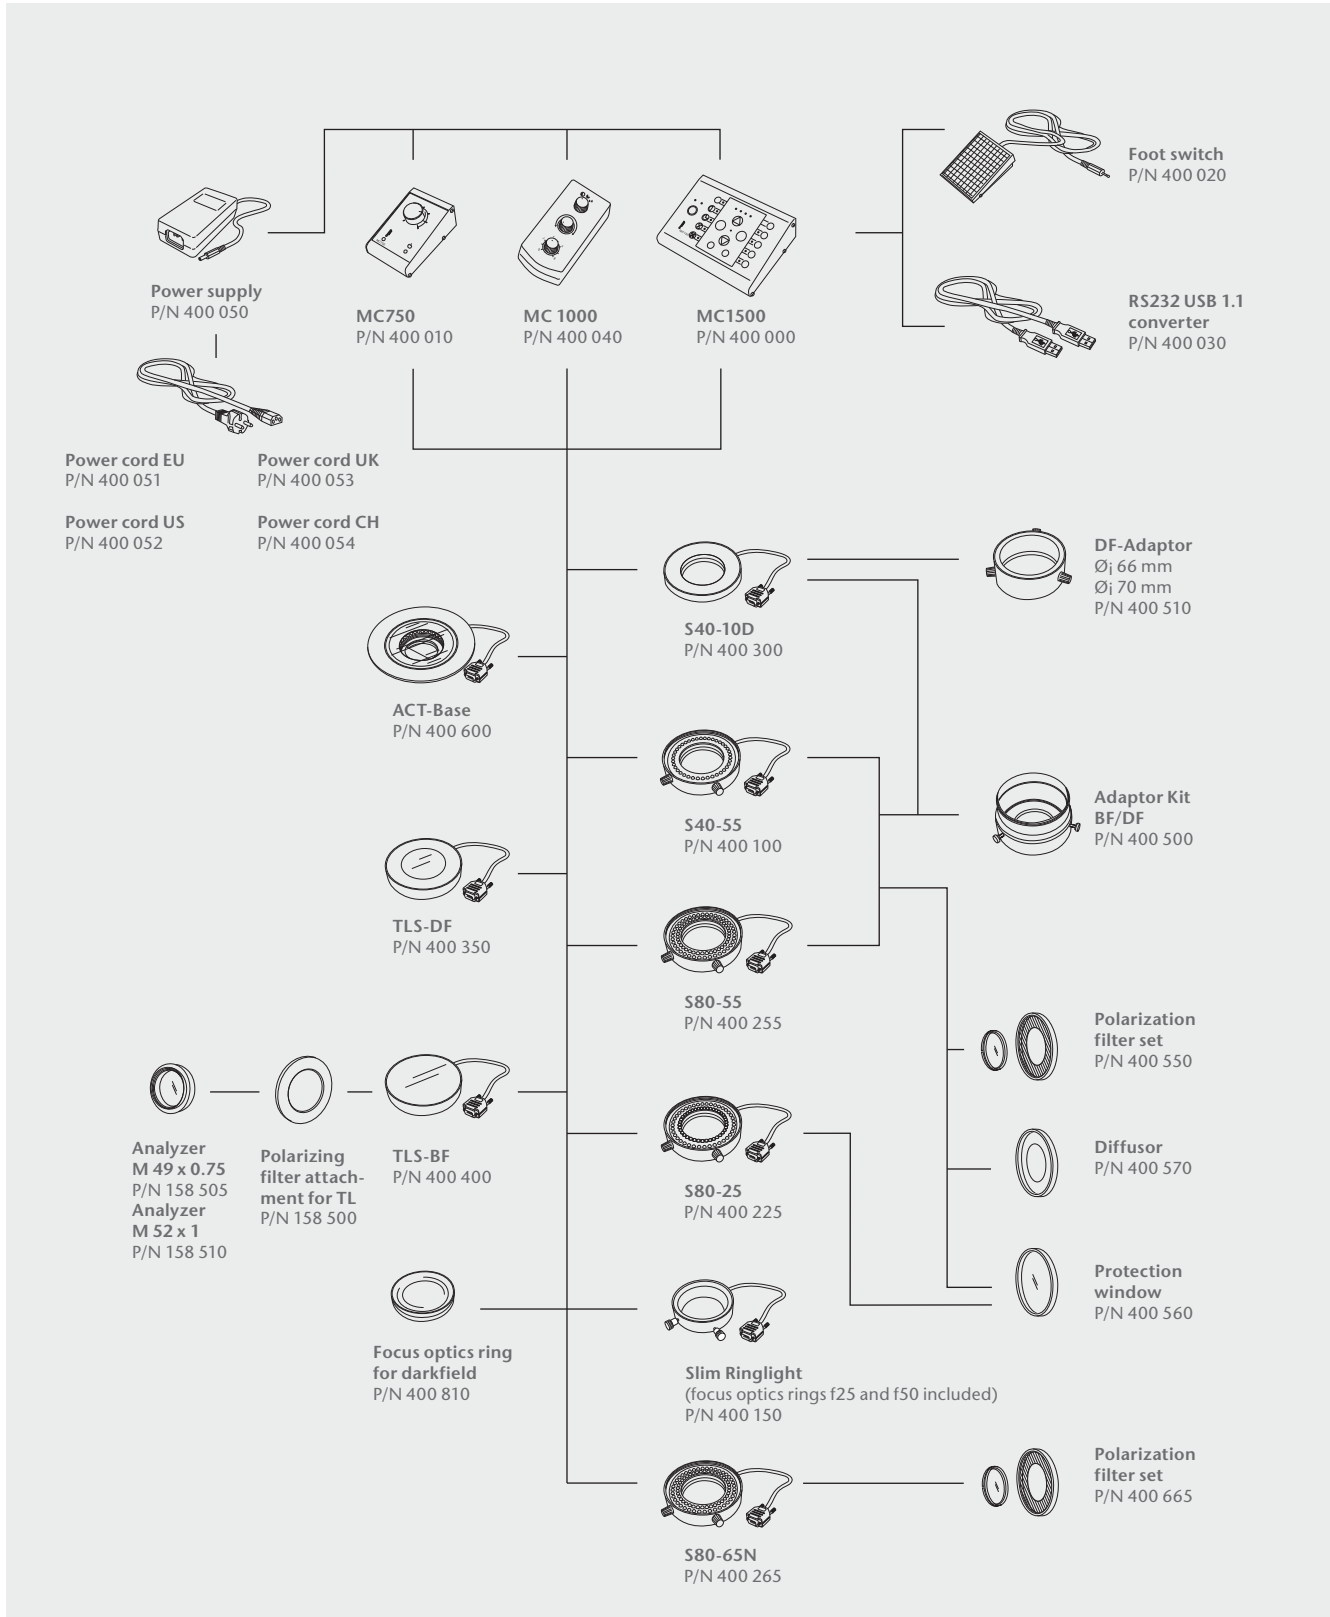 Foot switch
P/N 400 020
Power supply
P/N 400 050
MC750
P/N 400 010
MC 1000
P/N 400 040
MC1500
P/N 400 000
RS232 USB 1.1
converter
P/N 400 030
Power cord EU
P/N 400 051
Power cord UK
P/N 400 053
Power cord US
P/N 400 052
Power cord CH
P/N 400 054
DF-Adaptor
Ø¡ 66 mm
Ø¡ 70 mm
P/N 400 510
S40-10D
P/N 400 300
ACT-Base
P/N 400 600
S40-55
P/N 400 100
Adaptor Kit
BF/DF
P/N 400 500
TLS-DF
P/N 400 350
S80-55
P/N 400 255
Polarization
filter set
P/N 400 550
Analyzer
M 49 x 0.75
P/N 158 505
Analyzer
M 52 x 1
P/N 158 510
Polarizing
filter attach-
ment for TL
P/N 158 500
TLS-BF
P/N 400 400
S80-25
P/N 400 225
Diffusor
P/N 400 570
Protection
window
P/N 400 560
Focus optics ring
for darkfield
P/N 400 810
Slim Ringlight
(focus optics rings f25 and f50 included)
P/N 400 150
Polarization
filter set
P/N 400 665
S80-65N
P/N 400 265